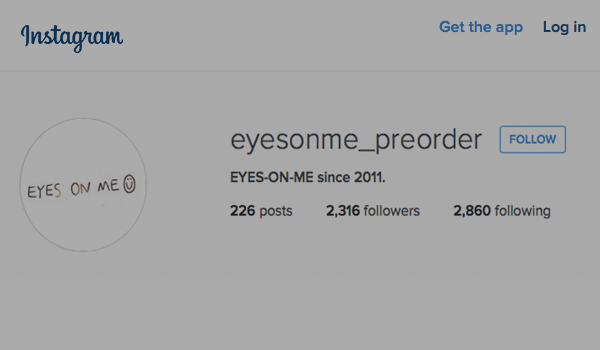 Instagram
Get the app Log in
EYES ON ME
eyesonme_preorder FOLLOW
EYES-ON-ME since 2011.
226 posts 2,316 followers 2,860 following